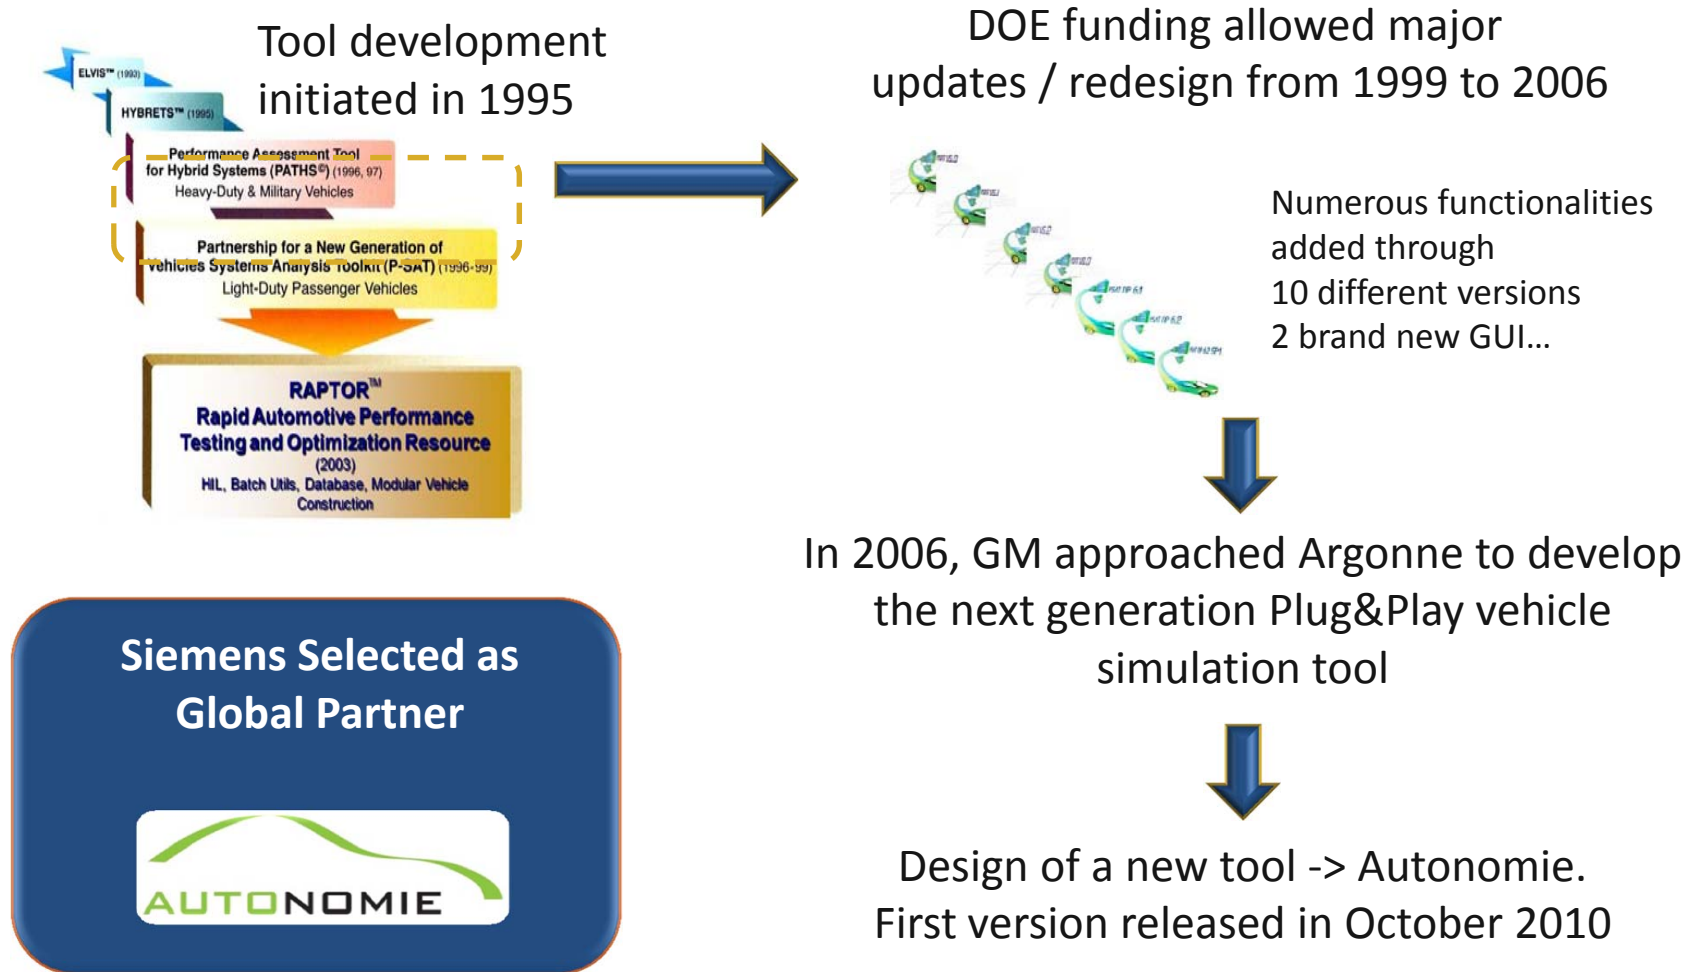 Tool development
initiated in 1995
ELVIS™ (1993)
HYBRETS™ (1995)
Performance Assessment Tool
for Hybrid Systems (PATHS©) (1996, 97)
Heavy-Duty & Military Vehicles
Partnership for a New Generation of
Vehicles Systems Analysis Toolkit (P-SAT) (1996-99)
Light-Duty Passenger Vehicles
RAPTOR™
Rapid Automotive Performance
Testing and Optimization Resource
(2003)
HIL, Batch Utils, Database, Modular Vehicle
Construction
DOE funding allowed major
updates / redesign from 1999 to 2006
Numerous functionalities
added through
10 different versions
2 brand new GUI...
In 2006, GM approached Argonne to develop
the next generation Plug&Play vehicle
simulation tool
Design of a new tool -> Autonomie.
First version released in October 2010
Siemens Selected as
Global Partner
AUTONOMIE